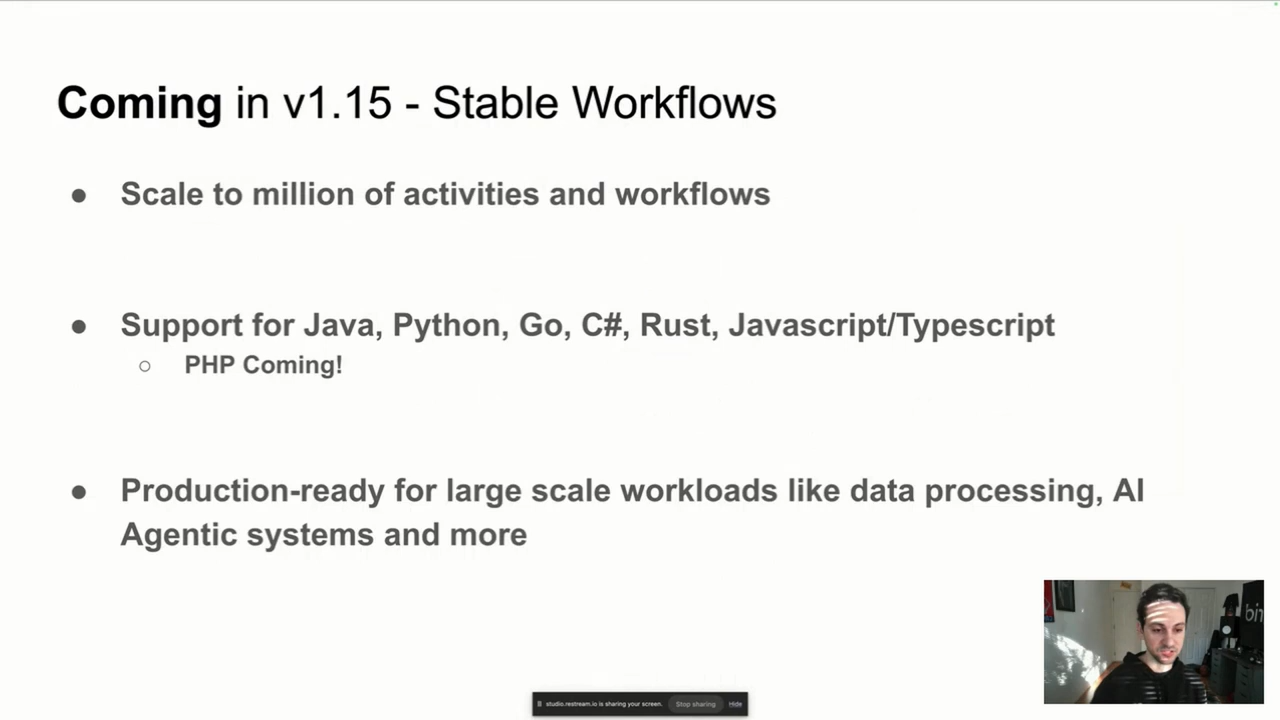 Coming in v1.15 - Stable Workflows
● Scale to million of activities and workflows
● Support for Java, Python, Go, C#, Rust, Javascript/Typescript
○ PHP Coming!
● Production-ready for large scale workloads like data processing, AI
Agentic systems and more
studio.restream.io is sharing your screen. Stop sharing Hide